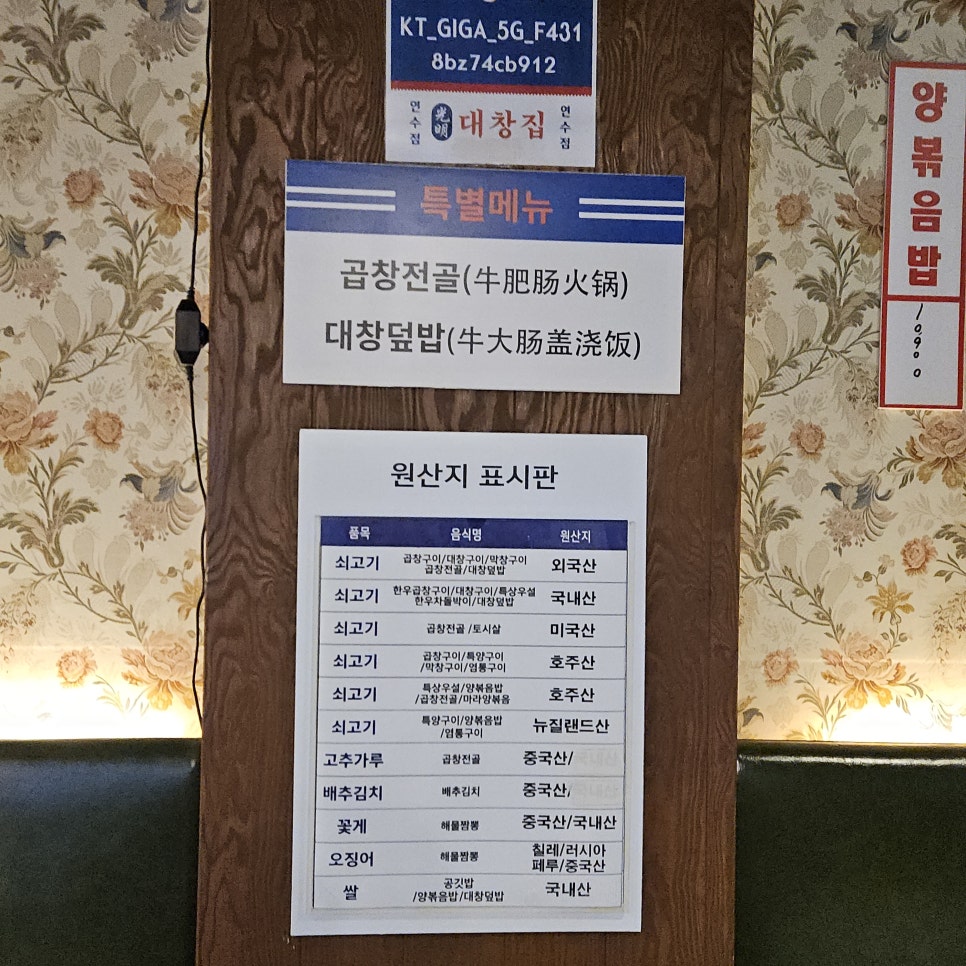 KT_GIGA_5G_F431
8bz74cb912
연수점
光明
대창집
연수점
특별메뉴
곱창전골(牛肥肠火锅)
대창덮밥(牛大肠盖浇饭)
양볶음밥
10,900
원산지 표시판
품목 음식명 원산지
쇠고기 곱창구이/대창구이/막창구이 외국산
곱창전골/대창덮밥
쇠고기 한우곱창구이/대창구이/특상우설 국내산
한우차돌박이/대창덮밥
쇠고기 곱창전골 /토시살 미국산
쇠고기 곱창구이/특양구이 호주산
/막창구이/염통구이
쇠고기 특상우설/양볶음밥 호주산
/곱창전골/마라양볶음
쇠고기 특양구이/양볶음밥 뉴질랜드산
/염통구이
고추가루 곱창전골 중국산/
배추김치 배추김치 중국산/
꽃게 해물짬뽕 중국산/국내산
오징어 해물짬뽕 칠레/러시아
페루/중국산
쌀 공깃밥 국내산
/양볶음밥/대창덮밥